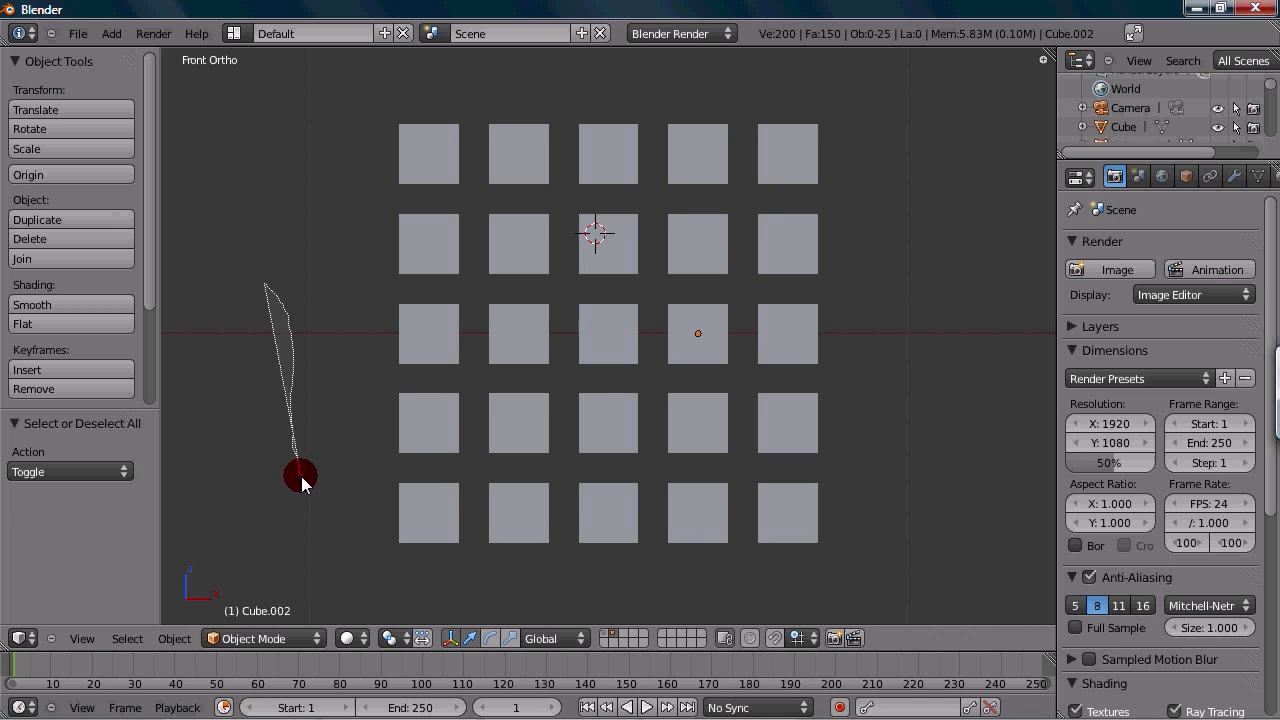 Blender
File Add Render Help Default Scene Blender Render Ve:200 | Fa:150 | Ob:0-25 | La:0 | Mem:5.83M (0.10M) | Cube.002
Object Tools
Transform:
Translate
Rotate
Scale
Origin
Object:
Duplicate
Delete
Join
Shading:
Smooth
Flat
Keyframes:
Insert
Remove
Select or Deselect All
Action
Toggle
Front Ortho
(1) Cube.002
View Select Object Object Mode Global
View Search All Scenes
World
Camera
Cube
Scene
Render
Image Animation
Display: Image Editor
Layers
Dimensions
Render Presets
Resolution: Frame Range:
X: 1920 Start: 1
Y: 1080 End: 250
50% Step: 1
Aspect Ratio: Frame Rate:
X: 1.000 FPS: 24
Y: 1.000 /: 1.000
Bor Cro 100 100
Anti-Aliasing
5 8 11 16 Mitchell-Netr
Full Sample Size: 1.000
Sampled Motion Blur
Shading
Textures Ray Tracing
0 10 20 30 40 50 60 70 80 90 100 110 120 130 140 150 160 170 180 190 200 210 220 230 240 250
View Frame Playback Start: 1 End: 250 1 No Sync